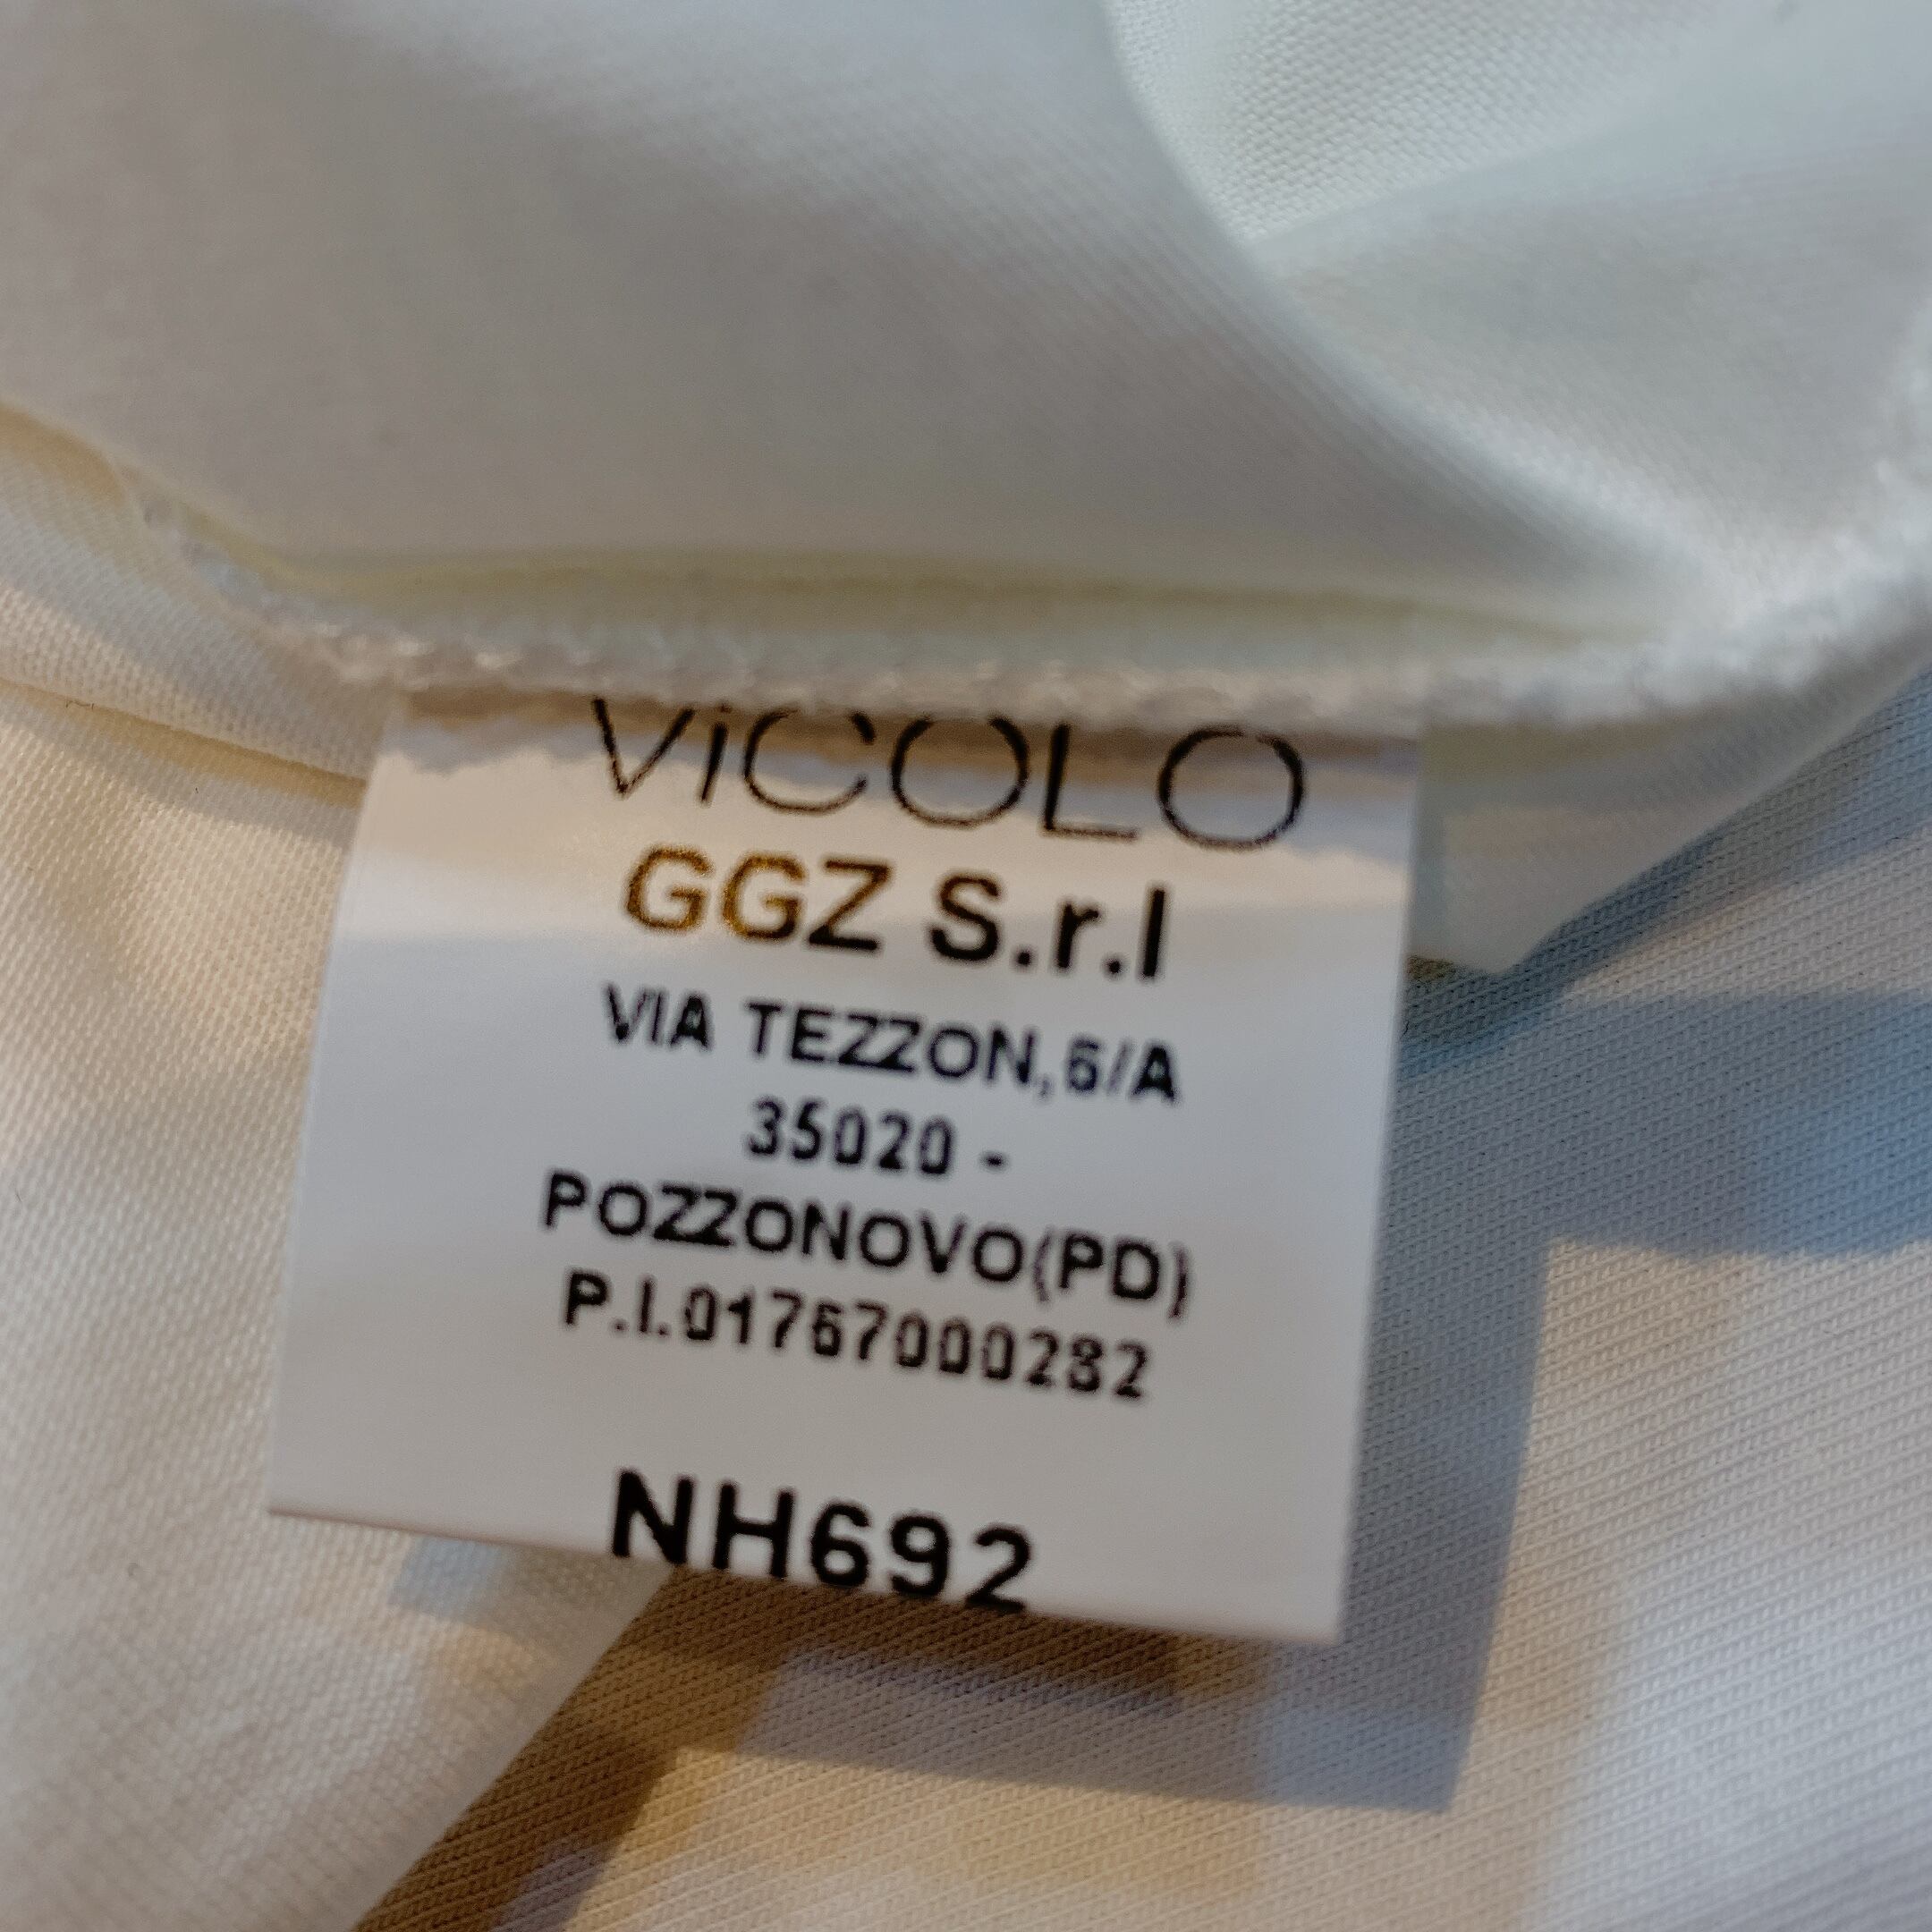 ViCOLO
GGZ S.r.l
VIA TEZZON,6/A
35020 -
POZZONOVO(PD)
P.I.01767000282
NH692